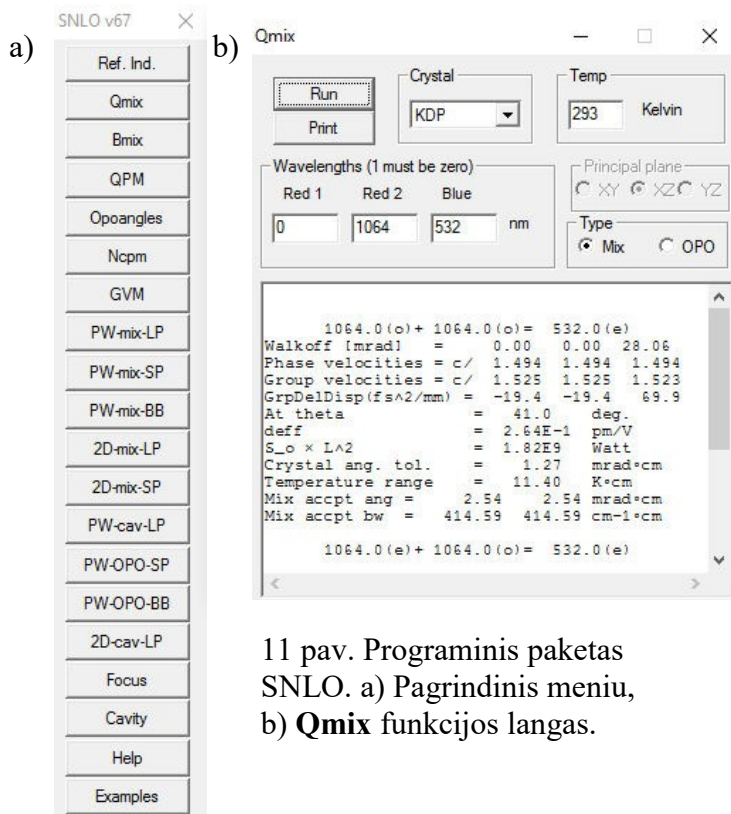 a)
SNLO v67
Ref. Ind.
Qmix
Bmix
QPM
Opoangles
Ncpm
GVM
PW-mix-LP
PW-mix-SP
PW-mix-BB
2D-mix-LP
2D-mix-SP
PW-cav-LP
PW-OPO-SP
PW-OPO-BB
2D-cav-LP
Focus
Cavity
Help
Examples
b)
Qmix
Run
Print
Crystal
KDP
Temp
293 Kelvin
Wavelengths (1 must be zero)
Red 1 Red 2 Blue
0 1064 532 nm
Principal plane
XY XZ YZ
Type
Mix OPO
1064.0(o)+ 1064.0(o)= 532.0(e)
Walkoff [mrad] = 0.00 0.00 28.06
Phase velocities = c/ 1.494 1.494 1.494
Group velocities = c/ 1.525 1.525 1.523
GrpDelDisp(fs^2/mm) = -19.4 -19.4 69.9
At theta = 41.0 deg.
deff = 2.64E-1 pm/V
S_o × L^2 = 1.82E9 Watt
Crystal ang. tol. = 1.27 mrad∘cm
Temperature range = 11.40 K∘cm
Mix accpt ang = 2.54 2.54 mrad∘cm
Mix accpt bw = 414.59 414.59 cm-1∘cm
1064.0(e)+ 1064.0(o)= 532.0(e)
11 pav. Programinis paketas
SNLO. a) Pagrindinis meniu,
b) Qmix funkcijos langas.